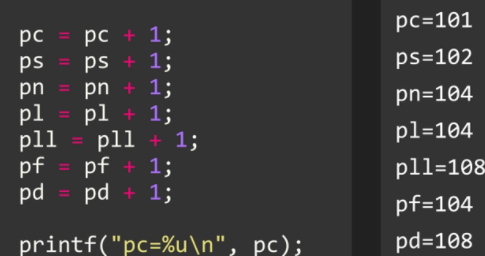 pc = pc + 1;
ps = ps + 1;
pn = pn + 1;
pl = pl + 1;
pll = pll + 1;
pf = pf + 1;
pd = pd + 1;
printf("pc=%u\n", pc);
pc=101
ps=102
pn=104
pl=104
pll=108
pf=104
pd=108